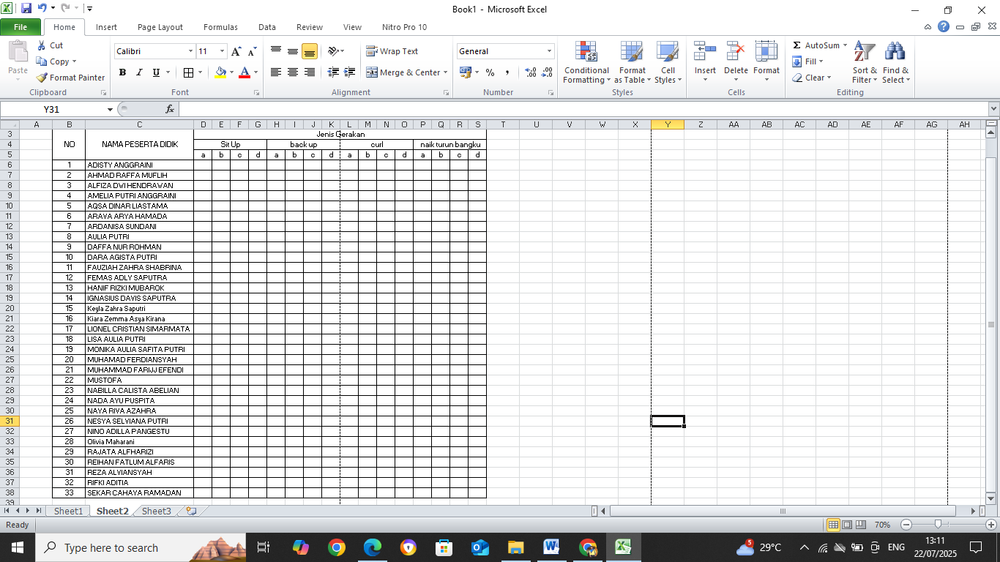 Book1 - Microsoft Excel
File Home Insert Page Layout Formulas Data Review View Nitro Pro 10
Paste Cut Copy Format Painter Clipboard
Calibri 11 B I U Font
Wrap Text Merge & Center Alignment
General % , Number
Conditional Formatting Format as Table Cell Styles Styles
Insert Delete Format Cells
Σ AutoSum Fill Clear Sort & Filter Find & Select Editing
Y31 fx
A B C D E F G H I J K L M N O P Q R S T U V W X Y Z AA AB AC AD AE AF AG AH
3 NO NAMA PESERTA DIDIK Jenis Gerakan
4 Sit Up back up curl naik turun bangku
5 a b c d a b c d a b c d a b c d
6 1 ADISTY ANGGRAINI
7 2 AHMAD RAFFA MUFLIH
8 3 ALFIZA DWI HENDRAWAN
9 4 AMELIA PUTRI ANGGRAINI
10 5 AQSA DINAR LIASTAMA
11 6 ARAVA ARYA HAMADA
12 7 ARDANISA SUNDANI
13 8 AULIA PUTRI
14 9 DAFFA NUR ROHMAN
15 10 DARA AGISTA PUTRI
16 11 FAUZIAH ZAHRA SHABRINA
17 12 FEMAS ADLY SAPUTRA
18 13 HANIF RIZKI MUBAROK
19 14 IGNASIUS DAVIS SAPUTRA
20 15 Keyla Zahra Saputri
21 16 Kiara Zemma Asya Kirana
22 17 LIONEL CRISTIAN SIMARMATA
23 18 LISA AULIA PUTRI
24 19 MONIKA AULIA SAFITA PUTRI
25 20 MUHAMAD FERDIANSYAH
26 21 MUHAMMAD FARIJJ EFENDI
27 22 MUSTOFA
28 23 NABILLA CALISTA ABELIAN
29 24 NADA AYU PUSPITA
30 25 NAYA RIVA AZAHRA
31 26 NESYA SELVIANA PUTRI
32 27 NINO ADILLA PANGESTU
33 28 Olivia Maharani
34 29 RAJATA ALFHARIZI
35 30 REIHAN FATLUM ALFARIS
36 31 REZA ALVIANSYAH
37 32 RIFKI ADITIA
38 33 SEKAR CAHAYA RAMADAN
39
Sheet1 Sheet2 Sheet3
Ready 70%
Type here to search 5 29°C ENG 13:11
22/07/2025